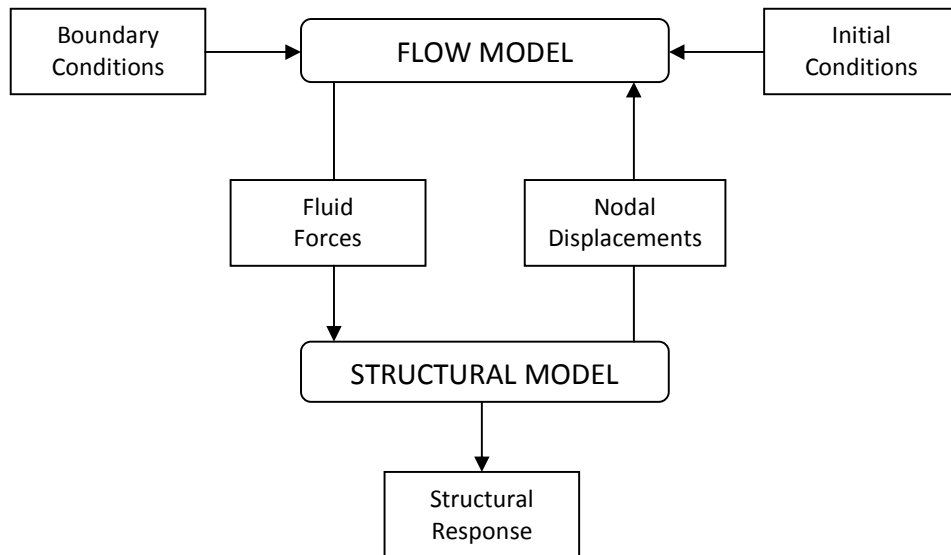 Boundary
Conditions
FLOW MODEL
Initial
Conditions
Fluid
Forces
Nodal
Displacements
STRUCTURAL MODEL
Structural
Response